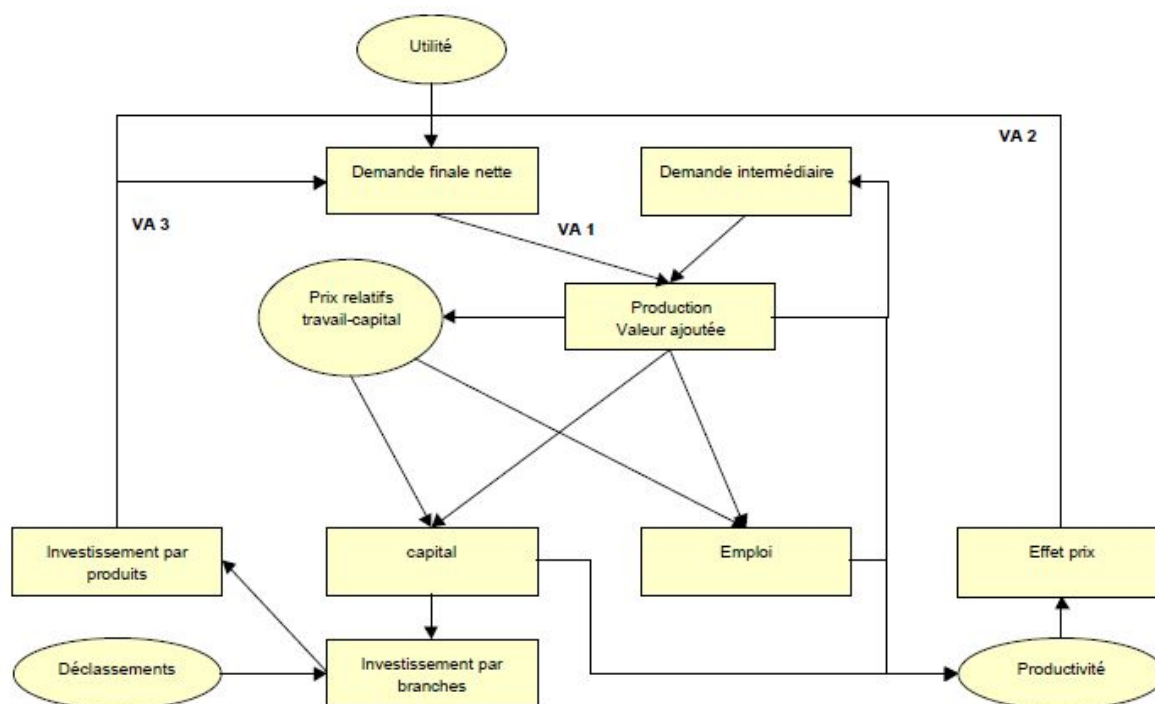 Utilité
VA 2
Demande finale nette
Demande intermédiaire
VA 3
VA 1
Prix relatifs
travail-capital
Production
Valeur ajoutée
Investissement par
produits
capital
Emploi
Effet prix
Déclassements
Investissement par
branches
Productivité